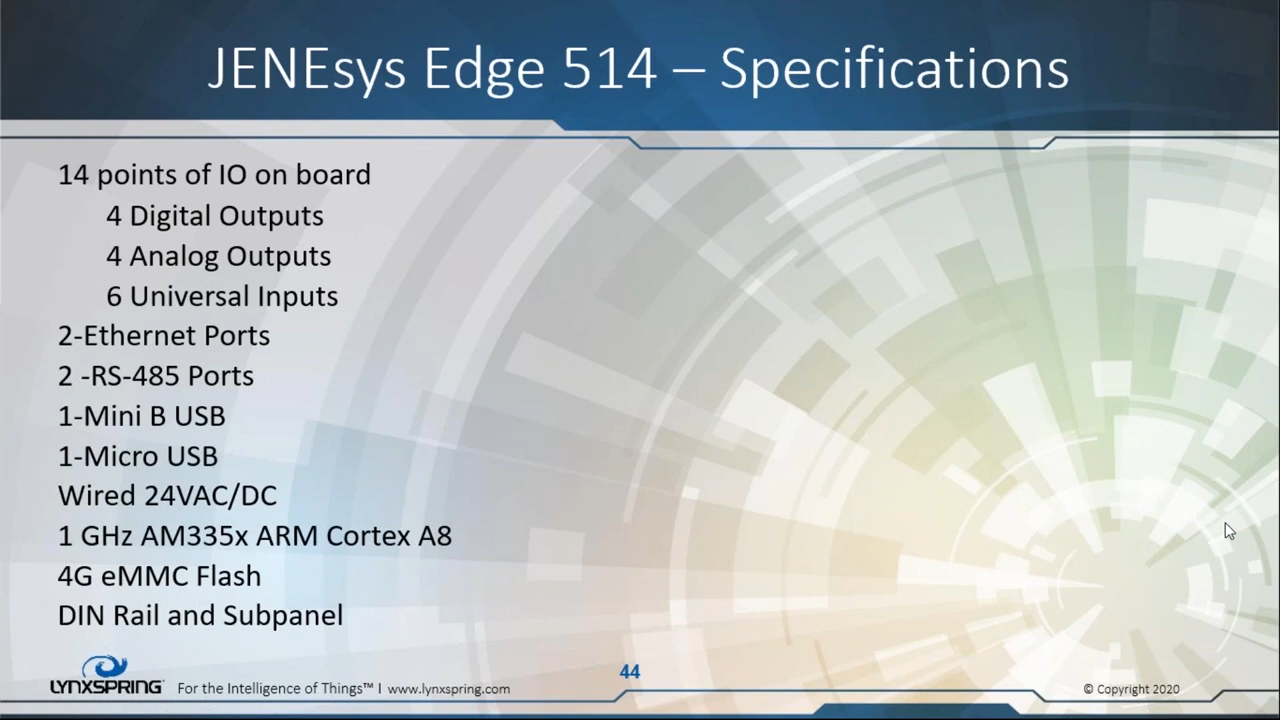 JENEsys Edge 514 – Specifications
14 points of IO on board
4 Digital Outputs
4 Analog Outputs
6 Universal Inputs
2-Ethernet Ports
2 -RS-485 Ports
1-Mini B USB
1-Micro USB
Wired 24VAC/DC
1 GHz AM335x ARM Cortex A8
4G eMMC Flash
DIN Rail and Subpanel
44
LYNXSPRING For the Intelligence of Things™ | www.lynxspring.com
© Copyright 2020